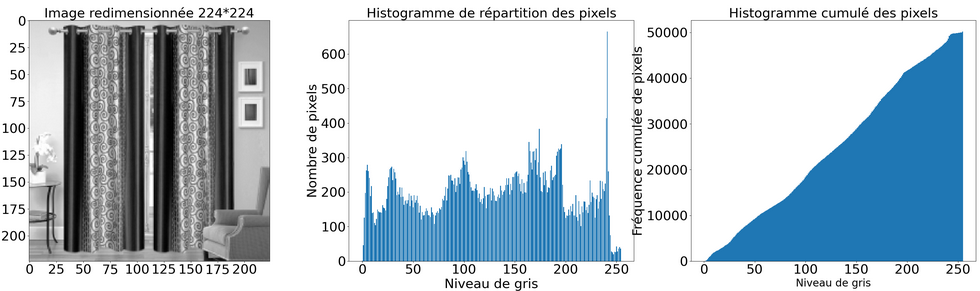 Image redimensionnée 224*224
0
25
50
75
100
125
150
175
200
0 25 50 75 100 125 150 175 200
Histogramme de répartition des pixels
Nombre de pixels
600
500
400
300
200
100
0
0 50 100 150 200 250
Niveau de gris
Histogramme cumulé des pixels
Fréquence cumulée de pixels
50000
40000
30000
20000
10000
0
0 50 100 150 200 250
Niveau de gris